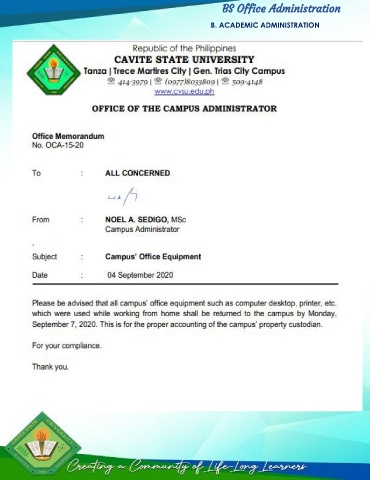 BS Office Administration
B. ACADEMIC ADMINISTRATION
Republic of the Philippines
CAVITE STATE UNIVERSITY
Tanza | Trece Martires City | Gen. Trias City Campus
☏ 414-3979 | ☏ (0977)8033809 | ☏ 509-4148
www.cvsu.edu.ph
OFFICE OF THE CAMPUS ADMINISTRATOR
Office Memorandum
No. OCA-15-20
To : ALL CONCERNED
From : NOEL A. SEDIGO, MSc
Campus Administrator
.
Subject : Campus' Office Equipment
Date : 04 September 2020
Please be advised that all campus' office equipment such as computer desktop, printer, etc.
which were used while working from home shall be returned to the campus by Monday,
September 7, 2020. This is for the proper accounting of the campus' property custodian.
For your compliance.
Thank you.
Creating a Community of Life-Long Learners